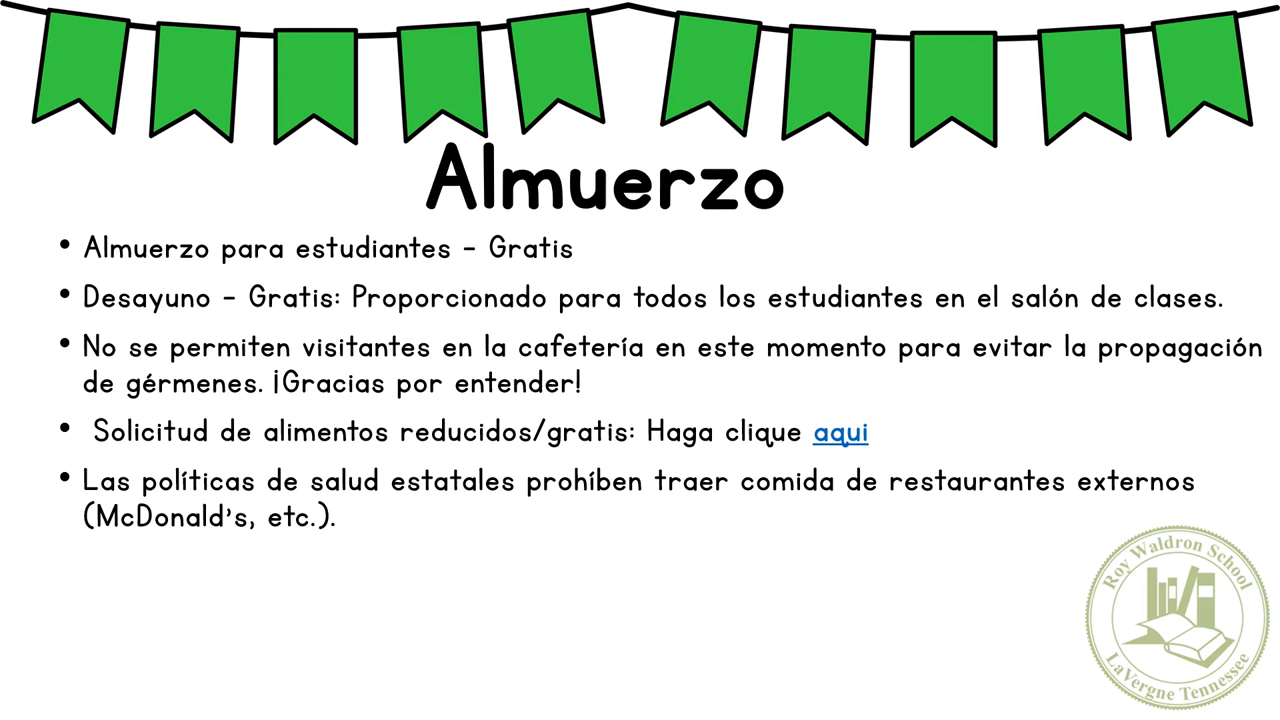 Almuerzo
• Almuerzo para estudiantes - Gratis
• Desayuno - Gratis: Proporcionado para todos los estudiantes en el salón de clases.
• No se permiten visitantes en la cafetería en este momento para evitar la propagación
de gérmenes. ¡Gracias por entender!
• Solicitud de alimentos reducidos/gratis: Haga clique aqui
• Las políticas de salud estatales prohíben traer comida de restaurantes externos
(McDonald's, etc.).
Roy Waldron School
LaVergne Tennessee